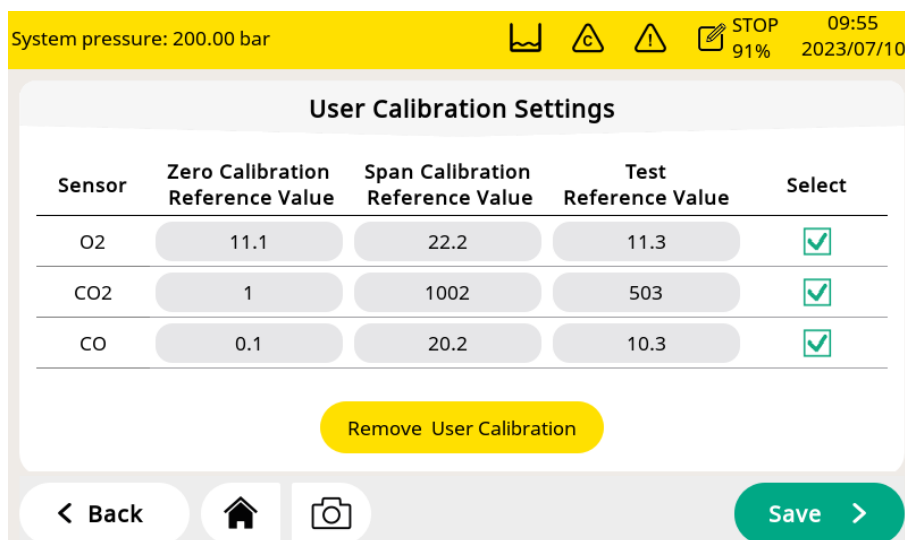 System pressure: 200.00 bar
C
!
STOP
91%
09:55
2023/07/10
User Calibration Settings
Sensor
Zero Calibration
Reference Value
Span Calibration
Reference Value
Test
Reference Value
Select
O2 11.1 22.2 11.3
CO2 1 1002 503
CO 0.1 20.2 10.3
Remove User Calibration
< Back
Save >